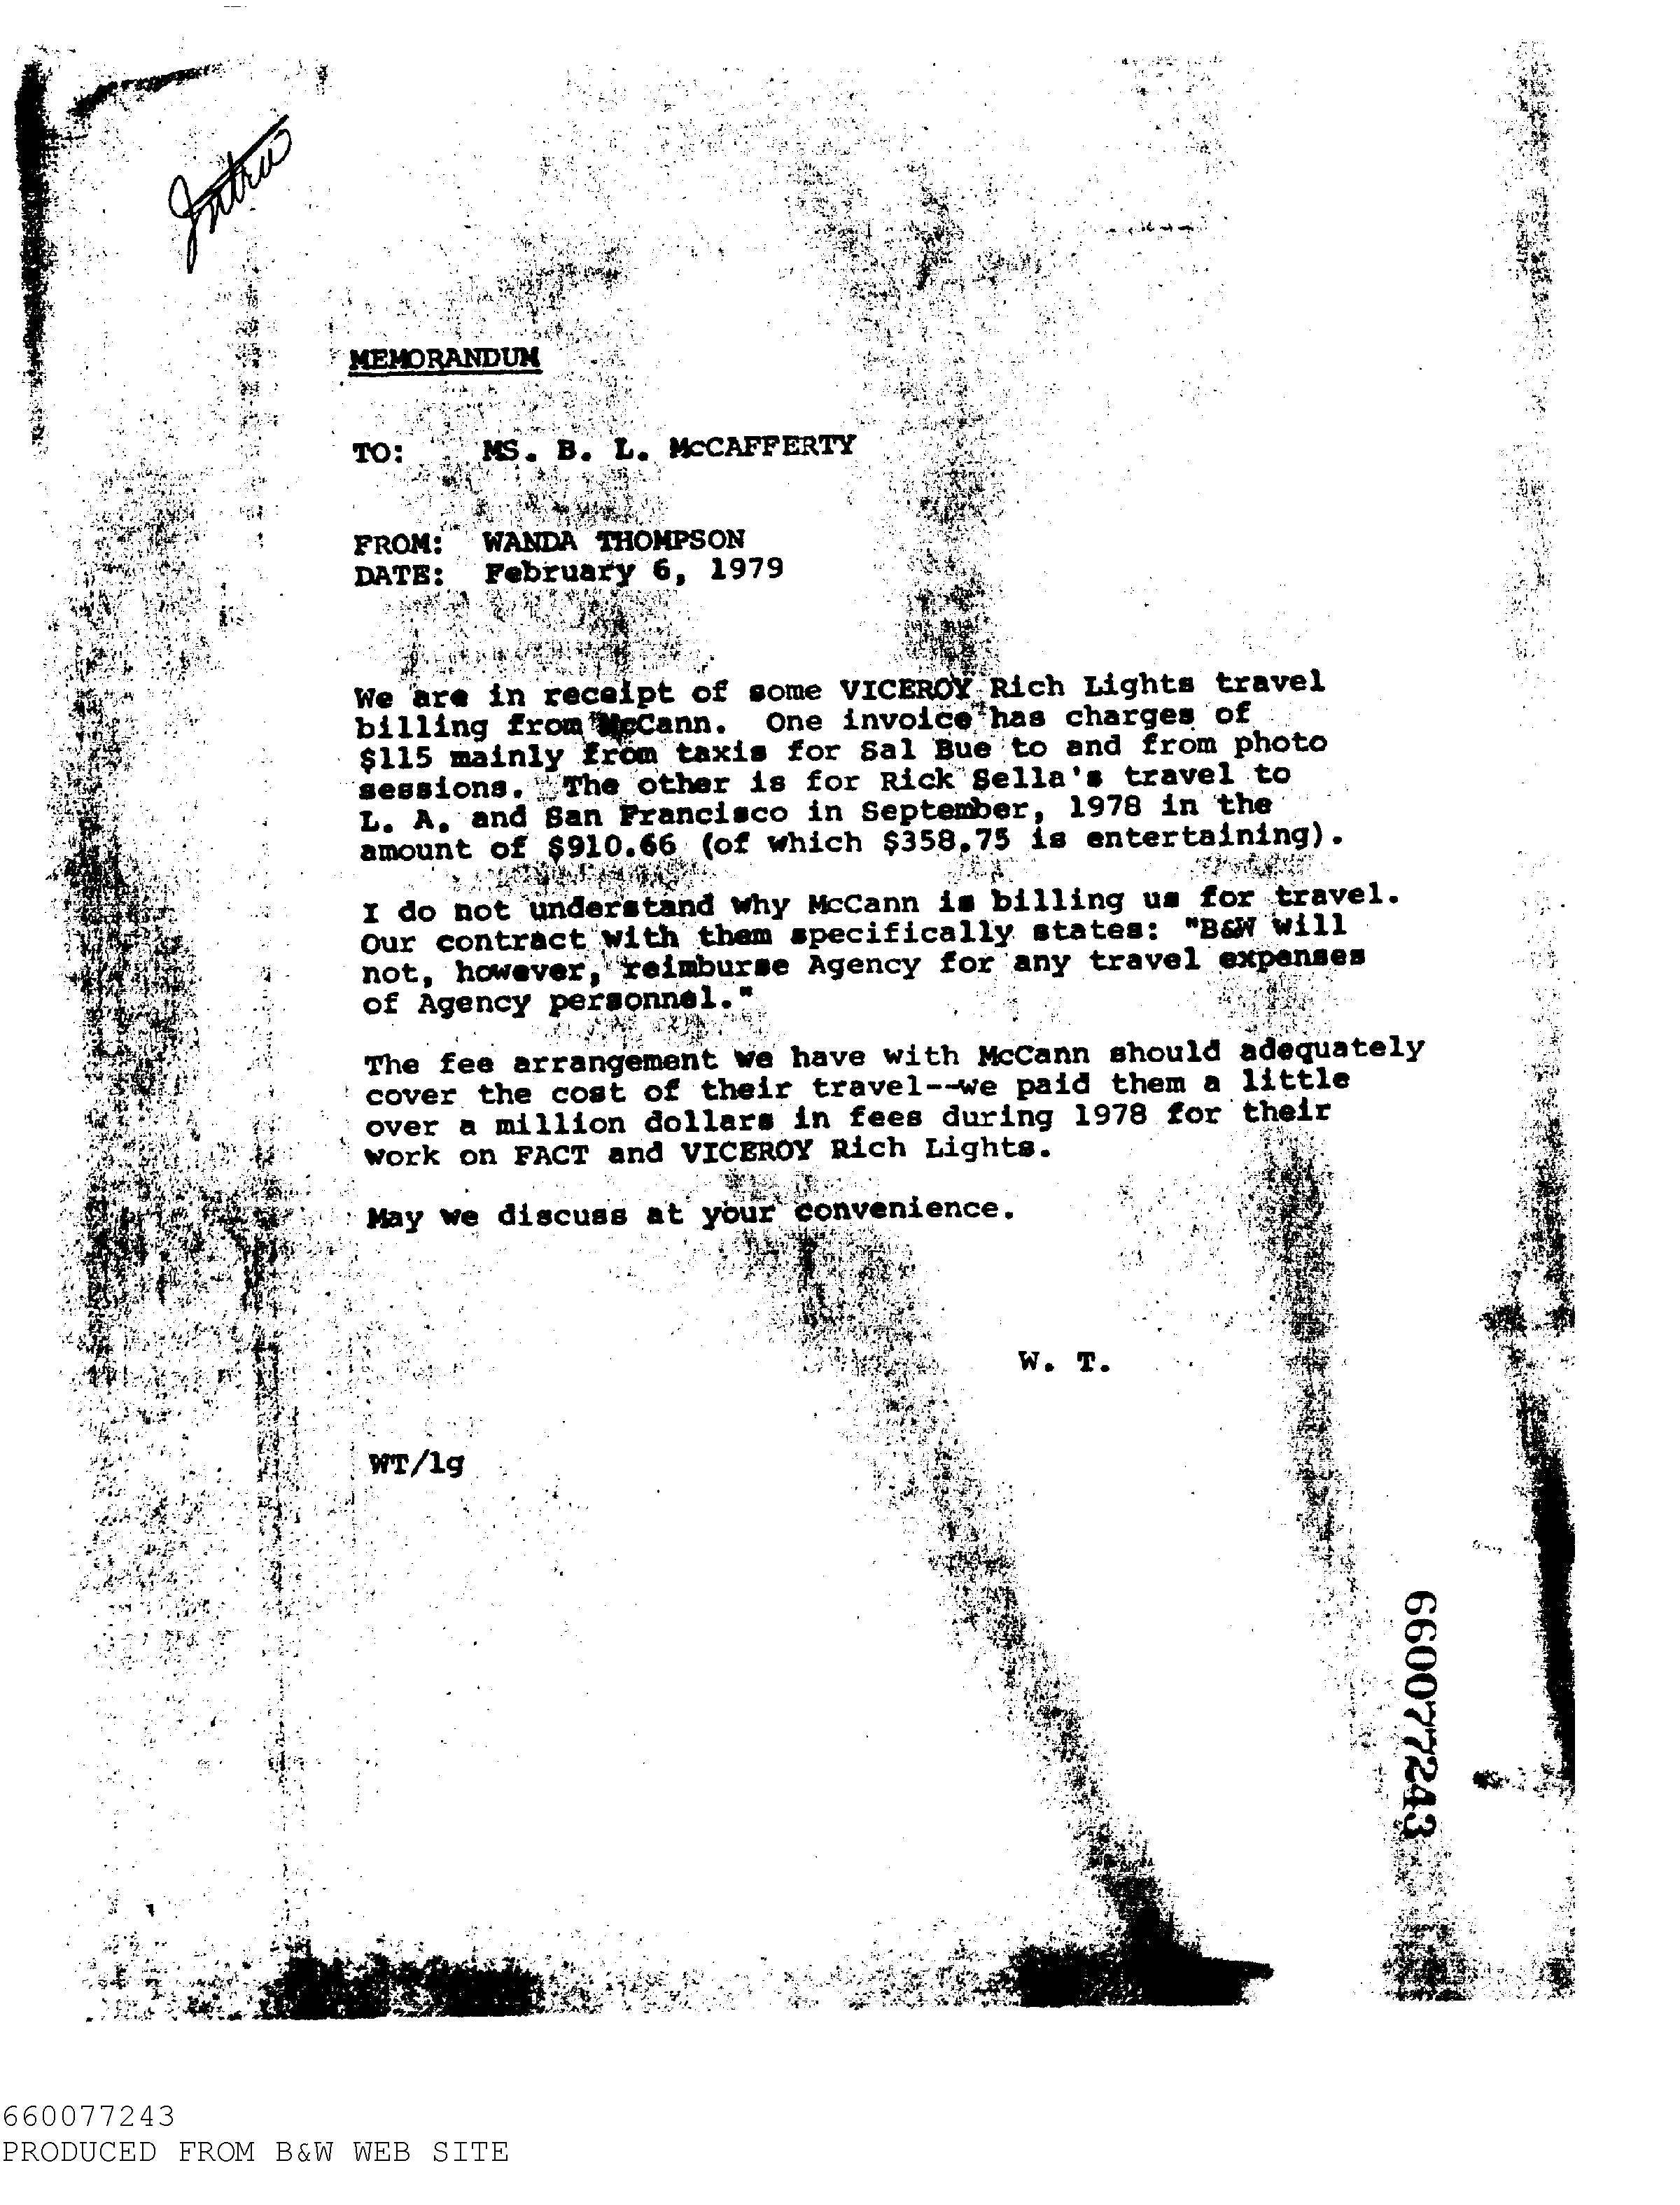 MEMORANDUM
TO: MS. B. L. McCAFFERTY
FROM: WANDA THOMPSON
DATE: February 6, 1979
We are in receipt of some VICEROY Rich Lights travel
billing from McCann. One invoice has charges of
$115 mainly from taxis for Sal Bue to and from photo
sessions. The other is for Rick Sella's travel to
L. A. and San Francisco in September, 1978 in the
amount of $910.66 (of which $358.75 is entertaining).
I do not understand why McCann is billing us for travel.
Our contract with them specifically states: "B&W will
not, however, reimburse Agency for any travel expenses
of Agency personnel."
The fee arrangement we have with McCann should adequately
cover the cost of their travel--we paid them a little
over a million dollars in fees during 1978 for their
work on FACT and VICEROY Rich Lights.
May we discuss at your convenience.
W. T.
WT/lg
660077243
660077243
PRODUCED FROM B&W WEB SITE